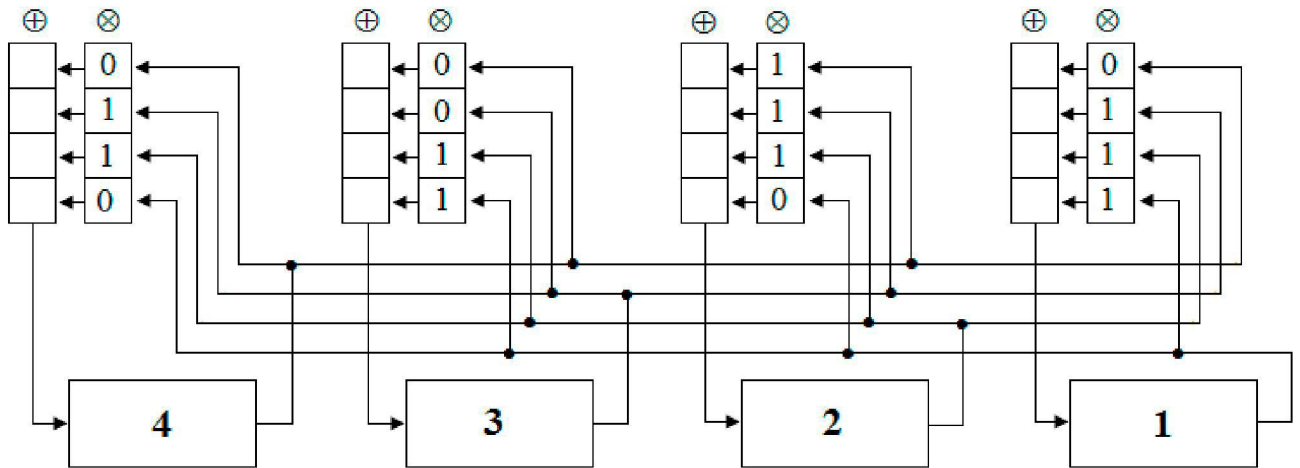 ⊕ ⊗ ⊕ ⊗ ⊕ ⊗ ⊕ ⊗
0 0 1 0
1 0 1 1
1 1 1 1
0 1 0 1
4 3 2 1